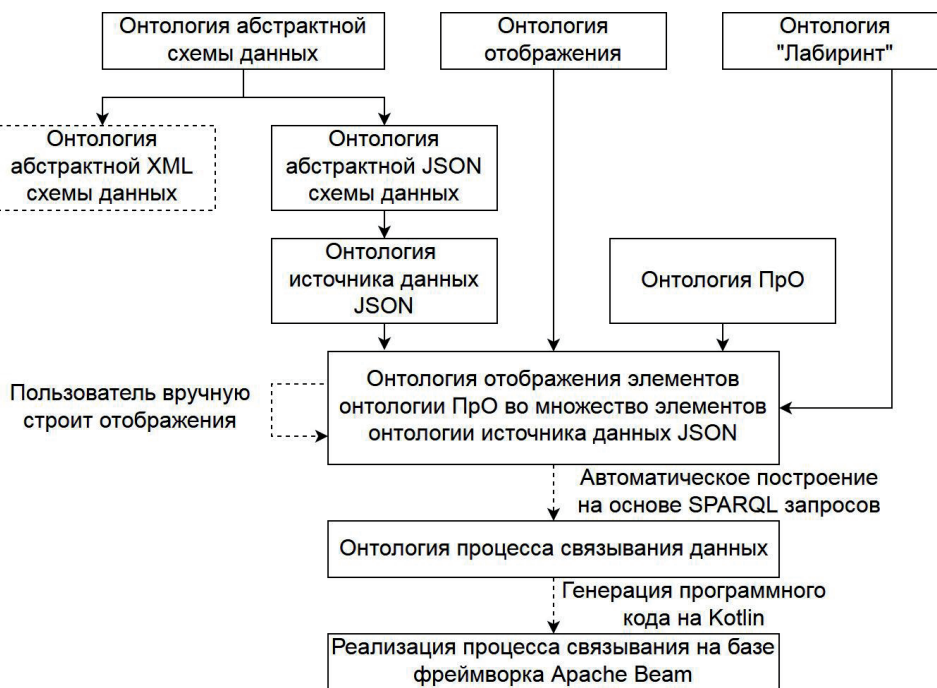 Онтология абстрактной
схемы данных
Онтология
отображения
Онтология
"Лабиринт"
Онтология
абстрактной XML
схемы данных
Онтология
абстрактной JSON
схемы данных
Онтология
источника данных
JSON
Онтология ПрО
Пользователь вручную
строит отображения
Онтология отображения элементов
онтологии ПрО во множество элементов
онтологии источника данных JSON
Автоматическое построение
на основе SPARQL запросов
Онтология процесса связывания данных
Генерация программного
кода на Kotlin
Реализация процесса связывания на базе
фреймворка Apache Beam